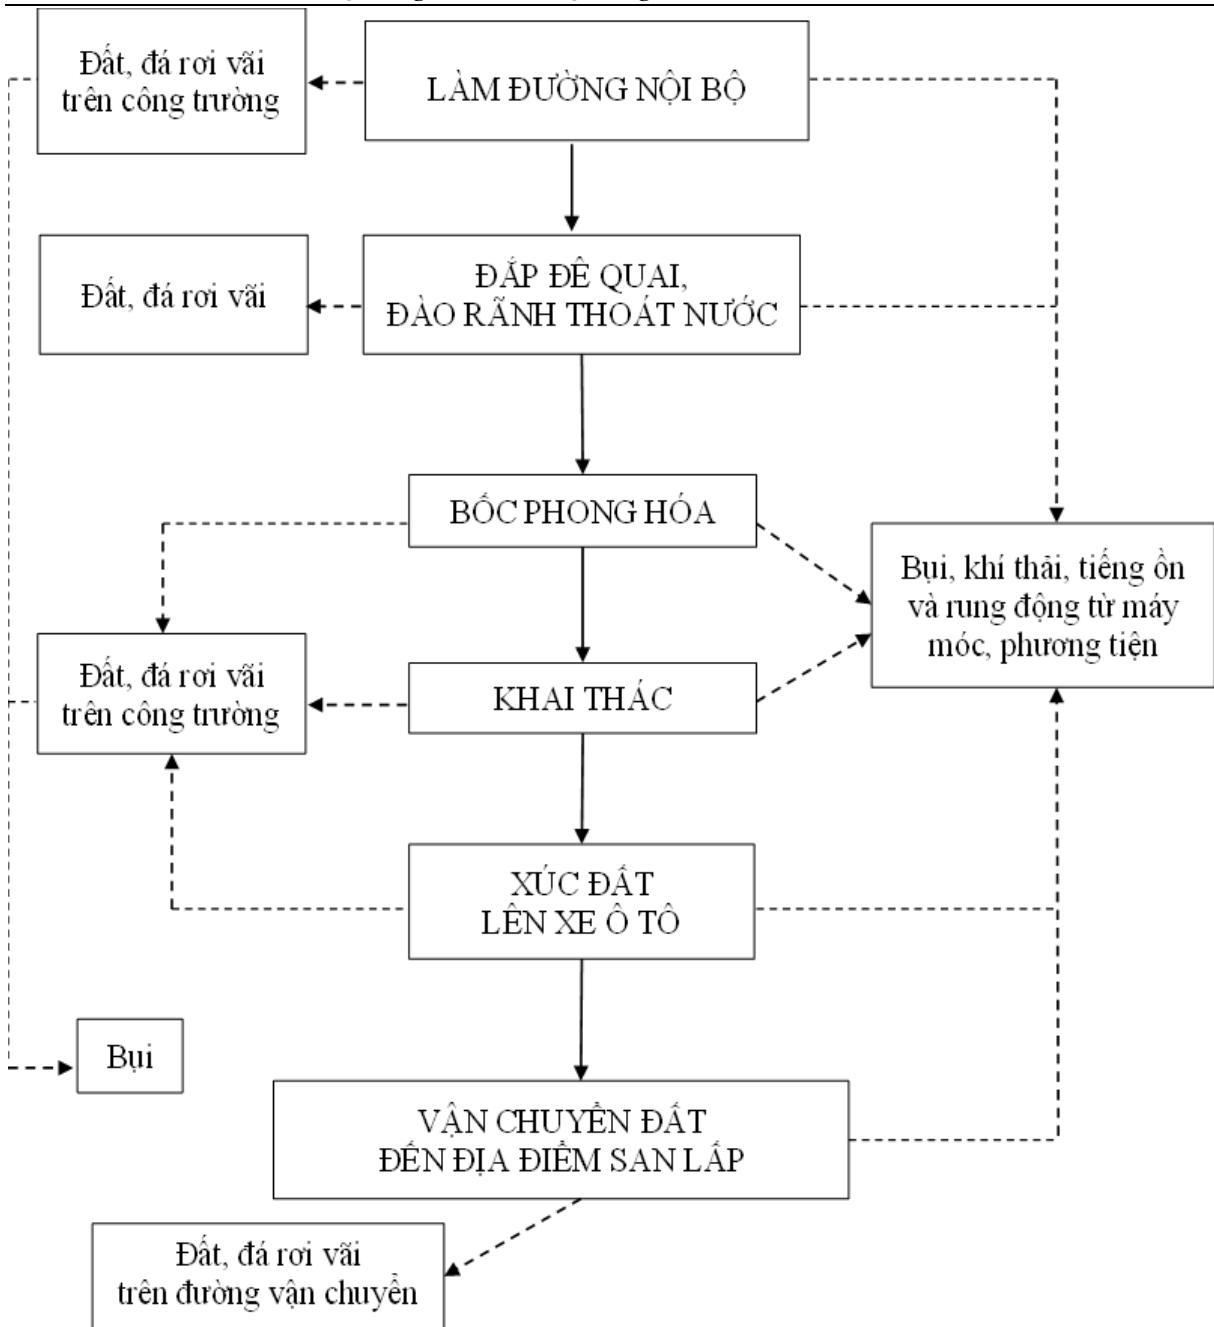 Đất, đá rơi vãi
trên công trường
LÀM ĐƯỜNG NỘI BỘ
Đất, đá rơi vãi
ĐẮP ĐÊ QUAI,
ĐÀO RÃNH THOÁT NƯỚC
BỐC PHONG HÓA
Bụi, khí thải, tiếng ồn
và rung động từ máy
móc, phương tiện
Đất, đá rơi vãi
trên công trường
KHAI THÁC
XÚC ĐẤT
LÊN XE Ô TÔ
Bụi
VẬN CHUYỂN ĐẤT
ĐẾN ĐỊA ĐIỂM SAN LẤP
Đất, đá rơi vãi
trên đường vận chuyển